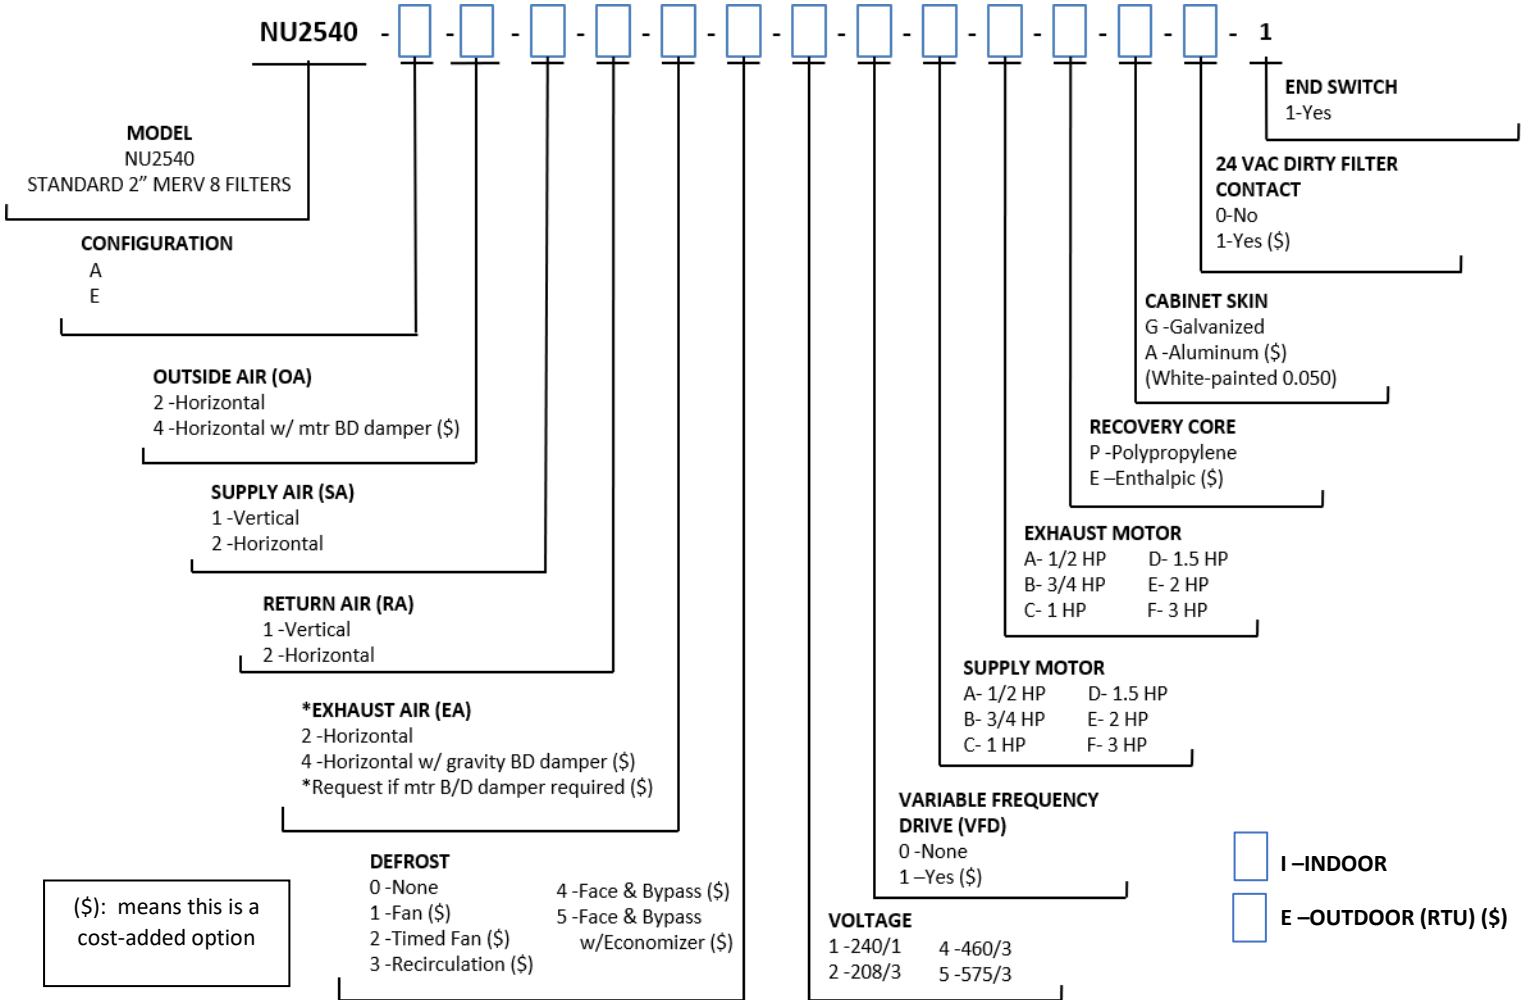 NU2540 - - - - - - - - - - - - - - 1
END SWITCH
1-Yes
MODEL
NU2540
STANDARD 2” MERV 8 FILTERS
24 VAC DIRTY FILTER
CONTACT
0-No
1-Yes ($)
CONFIGURATION
A
E
CABINET SKIN
G -Galvanized
A -Aluminum ($)
(White-painted 0.050)
OUTSIDE AIR (OA)
2 -Horizontal
4 -Horizontal w/ mtr BD damper ($)
RECOVERY CORE
P -Polypropylene
E –Enthalpic ($)
SUPPLY AIR (SA)
1 -Vertical
2 -Horizontal
EXHAUST MOTOR
A- 1/2 HP D- 1.5 HP
B- 3/4 HP E- 2 HP
C- 1 HP F- 3 HP
RETURN AIR (RA)
1 -Vertical
2 -Horizontal
SUPPLY MOTOR
A- 1/2 HP D- 1.5 HP
B- 3/4 HP E- 2 HP
C- 1 HP F- 3 HP
*EXHAUST AIR (EA)
2 -Horizontal
4 -Horizontal w/ gravity BD damper ($)
*Request if mtr B/D damper required ($)
VARIABLE FREQUENCY
DRIVE (VFD)
0 -None
1 –Yes ($)
DEFROST
0 -None
1 -Fan ($)
2 -Timed Fan ($)
3 -Recirculation ($)
4 -Face & Bypass ($)
5 -Face & Bypass
w/Economizer ($)
VOLTAGE
1 -240/1 4 -460/3
2 -208/3 5 -575/3
I –INDOOR
E –OUTDOOR (RTU) ($)
($): means this is a
cost-added option